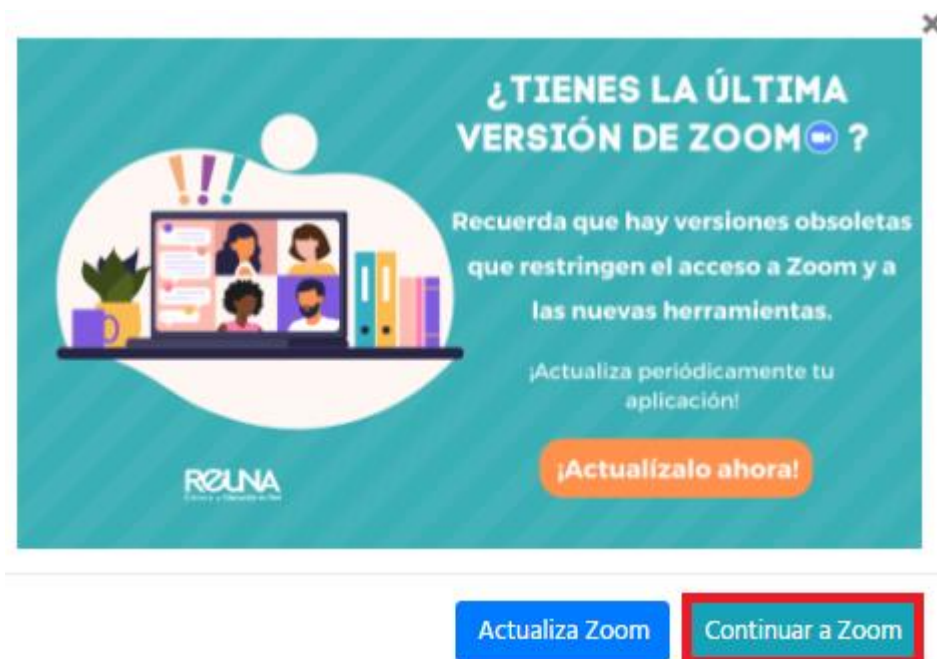 ¿TIENES LA ÚLTIMA
VERSIÓN DE ZOOM ?
Recuerda que hay versiones obsoletas
que restringen el acceso a Zoom y a
las nuevas herramientas.
¡Actualiza periódicamente tu
aplicación!
¡Actualízalo ahora!
REUNA
Actualiza Zoom
Continuar a Zoom